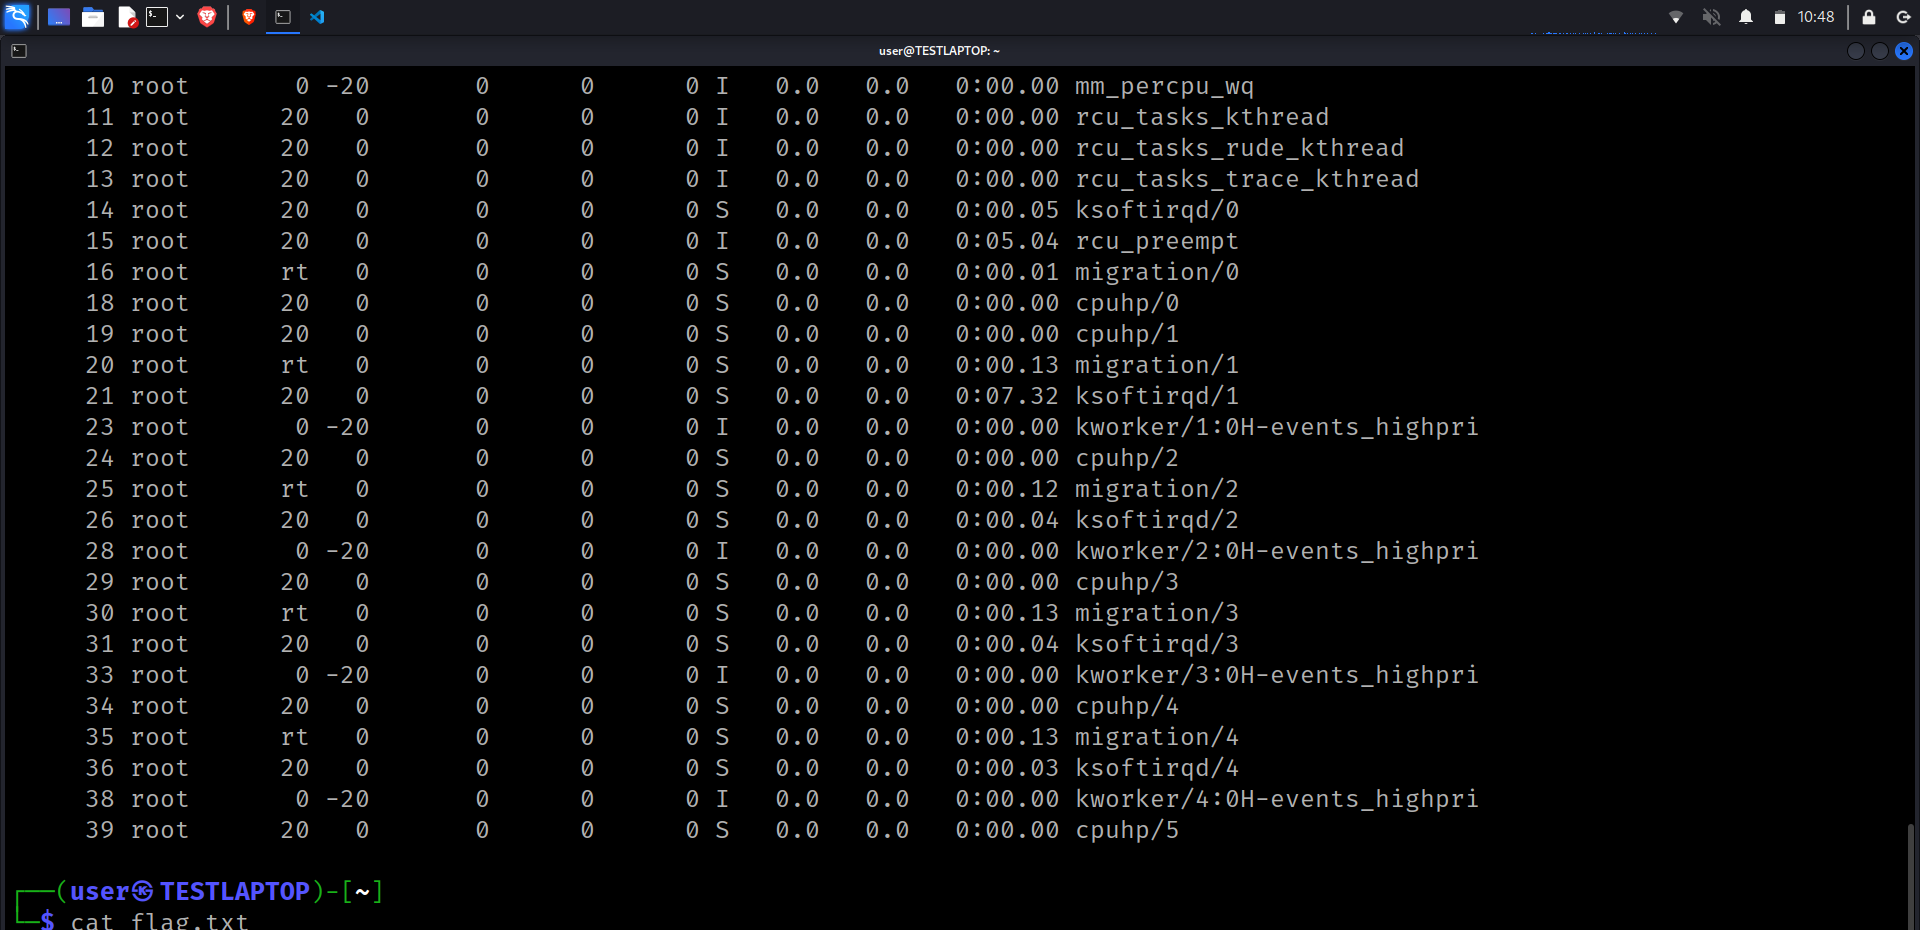 10:48
user@TESTLAPTOP: ~
10 root 0 -20 0 0 0 I 0.0 0.0 0:00.00 mm_percpu_wq
11 root 20 0 0 0 0 I 0.0 0.0 0:00.00 rcu_tasks_kthread
12 root 20 0 0 0 0 I 0.0 0.0 0:00.00 rcu_tasks_rude_kthread
13 root 20 0 0 0 0 I 0.0 0.0 0:00.00 rcu_tasks_trace_kthread
14 root 20 0 0 0 0 S 0.0 0.0 0:00.05 ksoftirqd/0
15 root 20 0 0 0 0 I 0.0 0.0 0:05.04 rcu_preempt
16 root rt 0 0 0 0 S 0.0 0.0 0:00.01 migration/0
18 root 20 0 0 0 0 S 0.0 0.0 0:00.00 cpuhp/0
19 root 20 0 0 0 0 S 0.0 0.0 0:00.00 cpuhp/1
20 root rt 0 0 0 0 S 0.0 0.0 0:00.13 migration/1
21 root 20 0 0 0 0 S 0.0 0.0 0:07.32 ksoftirqd/1
23 root 0 -20 0 0 0 I 0.0 0.0 0:00.00 kworker/1:0H-events_highpri
24 root 20 0 0 0 0 S 0.0 0.0 0:00.00 cpuhp/2
25 root rt 0 0 0 0 S 0.0 0.0 0:00.12 migration/2
26 root 20 0 0 0 0 S 0.0 0.0 0:00.04 ksoftirqd/2
28 root 0 -20 0 0 0 I 0.0 0.0 0:00.00 kworker/2:0H-events_highpri
29 root 20 0 0 0 0 S 0.0 0.0 0:00.00 cpuhp/3
30 root rt 0 0 0 0 S 0.0 0.0 0:00.13 migration/3
31 root 20 0 0 0 0 S 0.0 0.0 0:00.04 ksoftirqd/3
33 root 0 -20 0 0 0 I 0.0 0.0 0:00.00 kworker/3:0H-events_highpri
34 root 20 0 0 0 0 S 0.0 0.0 0:00.00 cpuhp/4
35 root rt 0 0 0 0 S 0.0 0.0 0:00.13 migration/4
36 root 20 0 0 0 0 S 0.0 0.0 0:00.03 ksoftirqd/4
38 root 0 -20 0 0 0 I 0.0 0.0 0:00.00 kworker/4:0H-events_highpri
39 root 20 0 0 0 0 S 0.0 0.0 0:00.00 cpuhp/5
┌──(user㉿TESTLAPTOP)-[~]
└─$ cat flag.txt